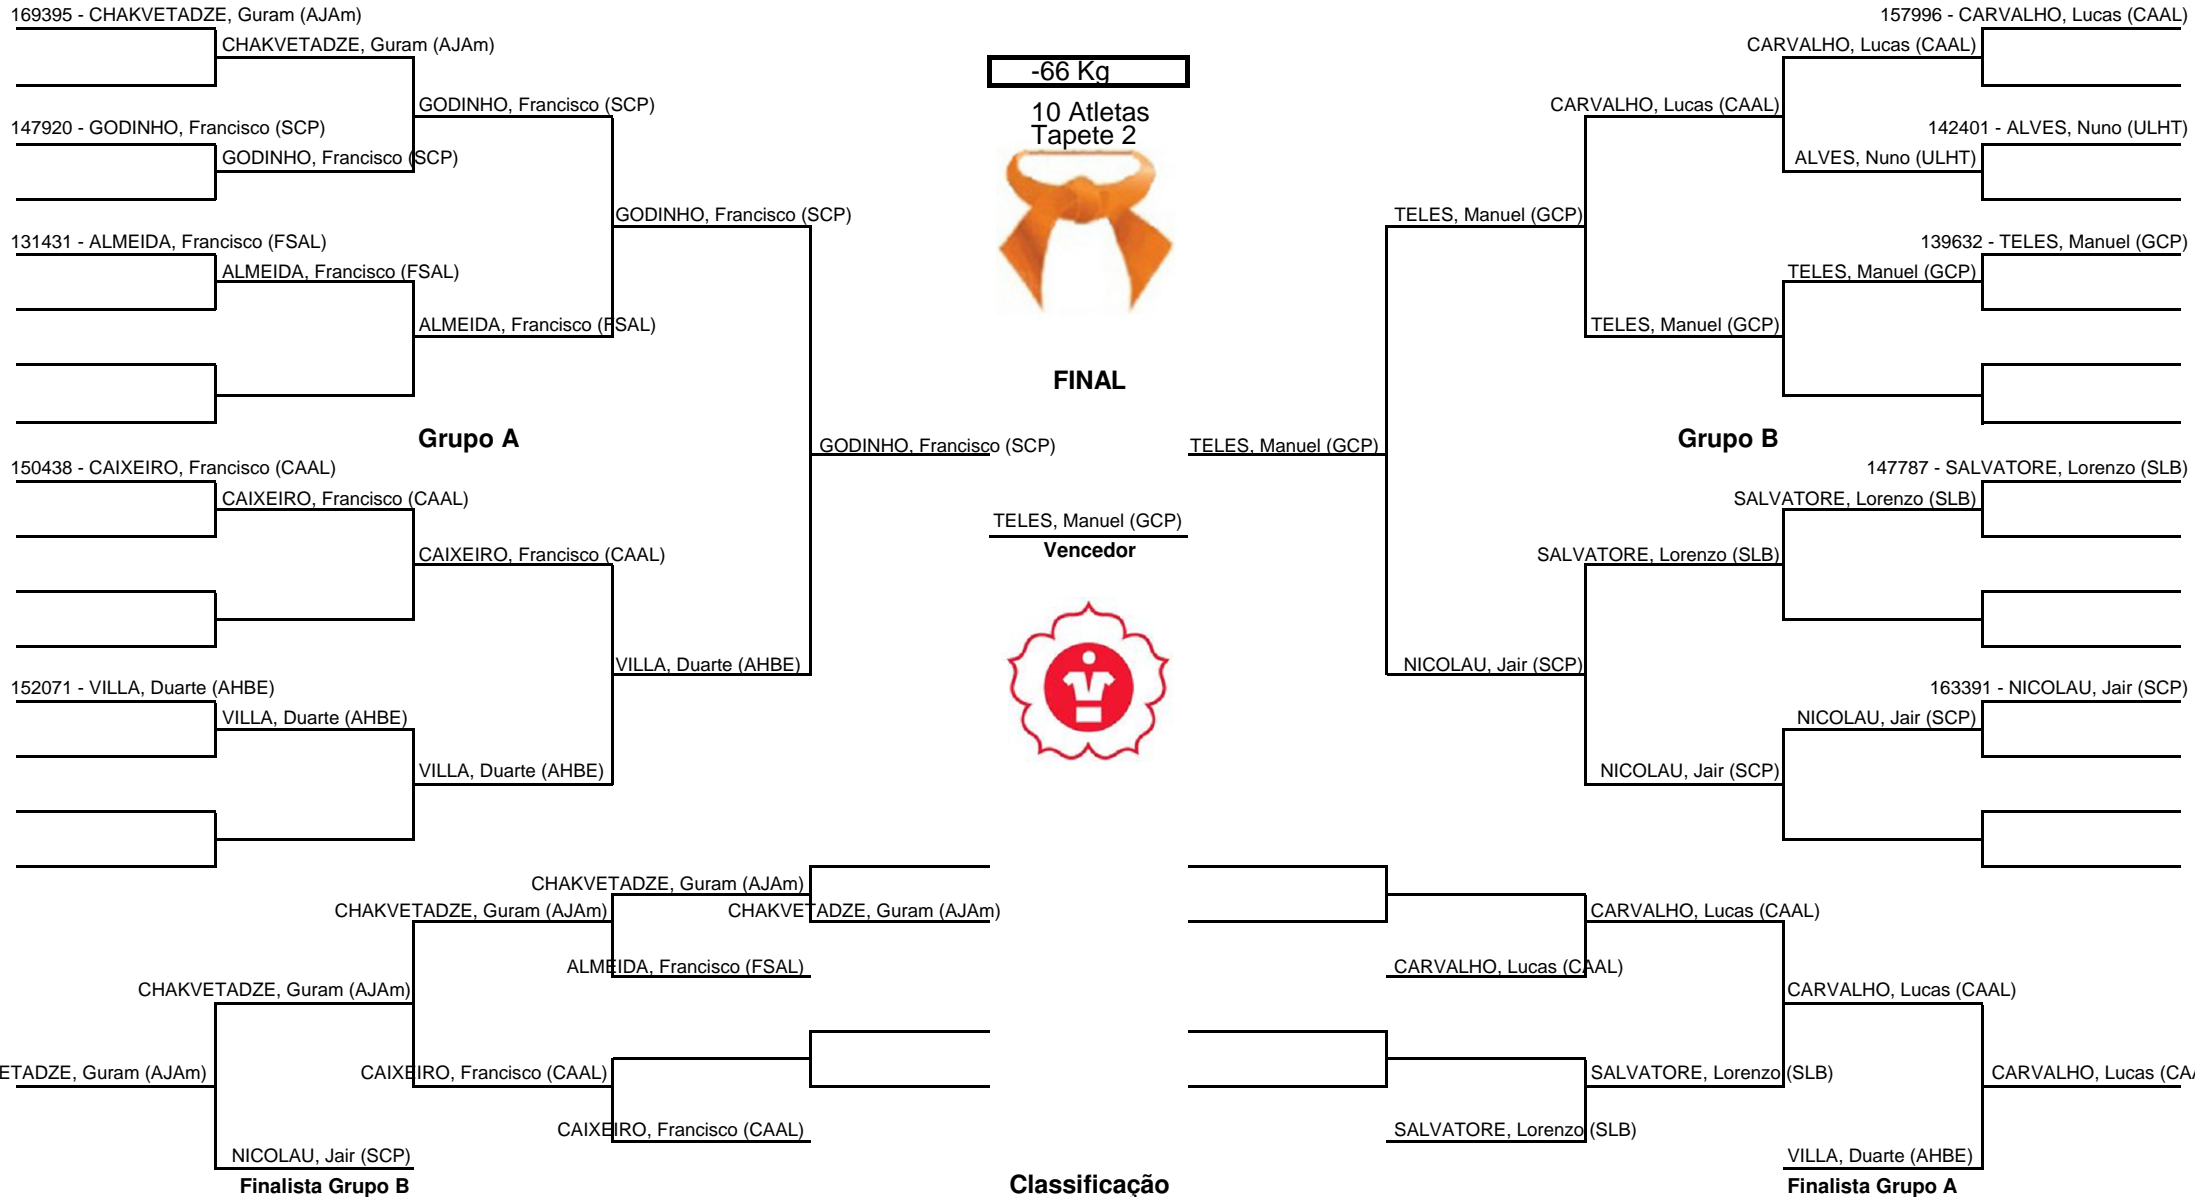 169395 - CHAKVETADZE, Guram (AJAm)
CHAKVETADZE, Guram (AJAm)
GODINHO, Francisco (SCP)
147920 - GODINHO, Francisco (SCP)
GODINHO, Francisco (SCP)
GODINHO, Francisco (SCP)
131431 - ALMEIDA, Francisco (FSAL)
ALMEIDA, Francisco (FSAL)
ALMEIDA, Francisco (FSAL)
Grupo A
GODINHO, Francisco (SCP)
150438 - CAIXEIRO, Francisco (CAAL)
CAIXEIRO, Francisco (CAAL)
CAIXEIRO, Francisco (CAAL)
VILLA, Duarte (AHBE)
152071 - VILLA, Duarte (AHBE)
VILLA, Duarte (AHBE)
VILLA, Duarte (AHBE)
-66 Kg
10 Atletas
Tapete 2
FINAL
TELES, Manuel (GCP)
Vencedor
157996 - CARVALHO, Lucas (CAAL)
CARVALHO, Lucas (CAAL)
CARVALHO, Lucas (CAAL)
142401 - ALVES, Nuno (ULHT)
ALVES, Nuno (ULHT)
TELES, Manuel (GCP)
139632 - TELES, Manuel (GCP)
TELES, Manuel (GCP)
TELES, Manuel (GCP)
Grupo B
TELES, Manuel (GCP)
147787 - SALVATORE, Lorenzo (SLB)
SALVATORE, Lorenzo (SLB)
SALVATORE, Lorenzo (SLB)
NICOLAU, Jair (SCP)
163391 - NICOLAU, Jair (SCP)
NICOLAU, Jair (SCP)
NICOLAU, Jair (SCP)
CHAKVETADZE, Guram (AJAm)
CHAKVETADZE, Guram (AJAm)
CHAKVETADZE, Guram (AJAm)
ALMEIDA, Francisco (FSAL)
CHAKVETADZE, Guram (AJAm)
ETADZE, Guram (AJAm)
CAIXEIRO, Francisco (CAAL)
CAIXEIRO, Francisco (CAAL)
NICOLAU, Jair (SCP)
Finalista Grupo B
Classificação
CARVALHO, Lucas (CAAL)
CARVALHO, Lucas (CAAL)
CARVALHO, Lucas (CAAL)
SALVATORE, Lorenzo (SLB)
CARVALHO, Lucas (CAA
SALVATORE, Lorenzo (SLB)
VILLA, Duarte (AHBE)
Finalista Grupo A